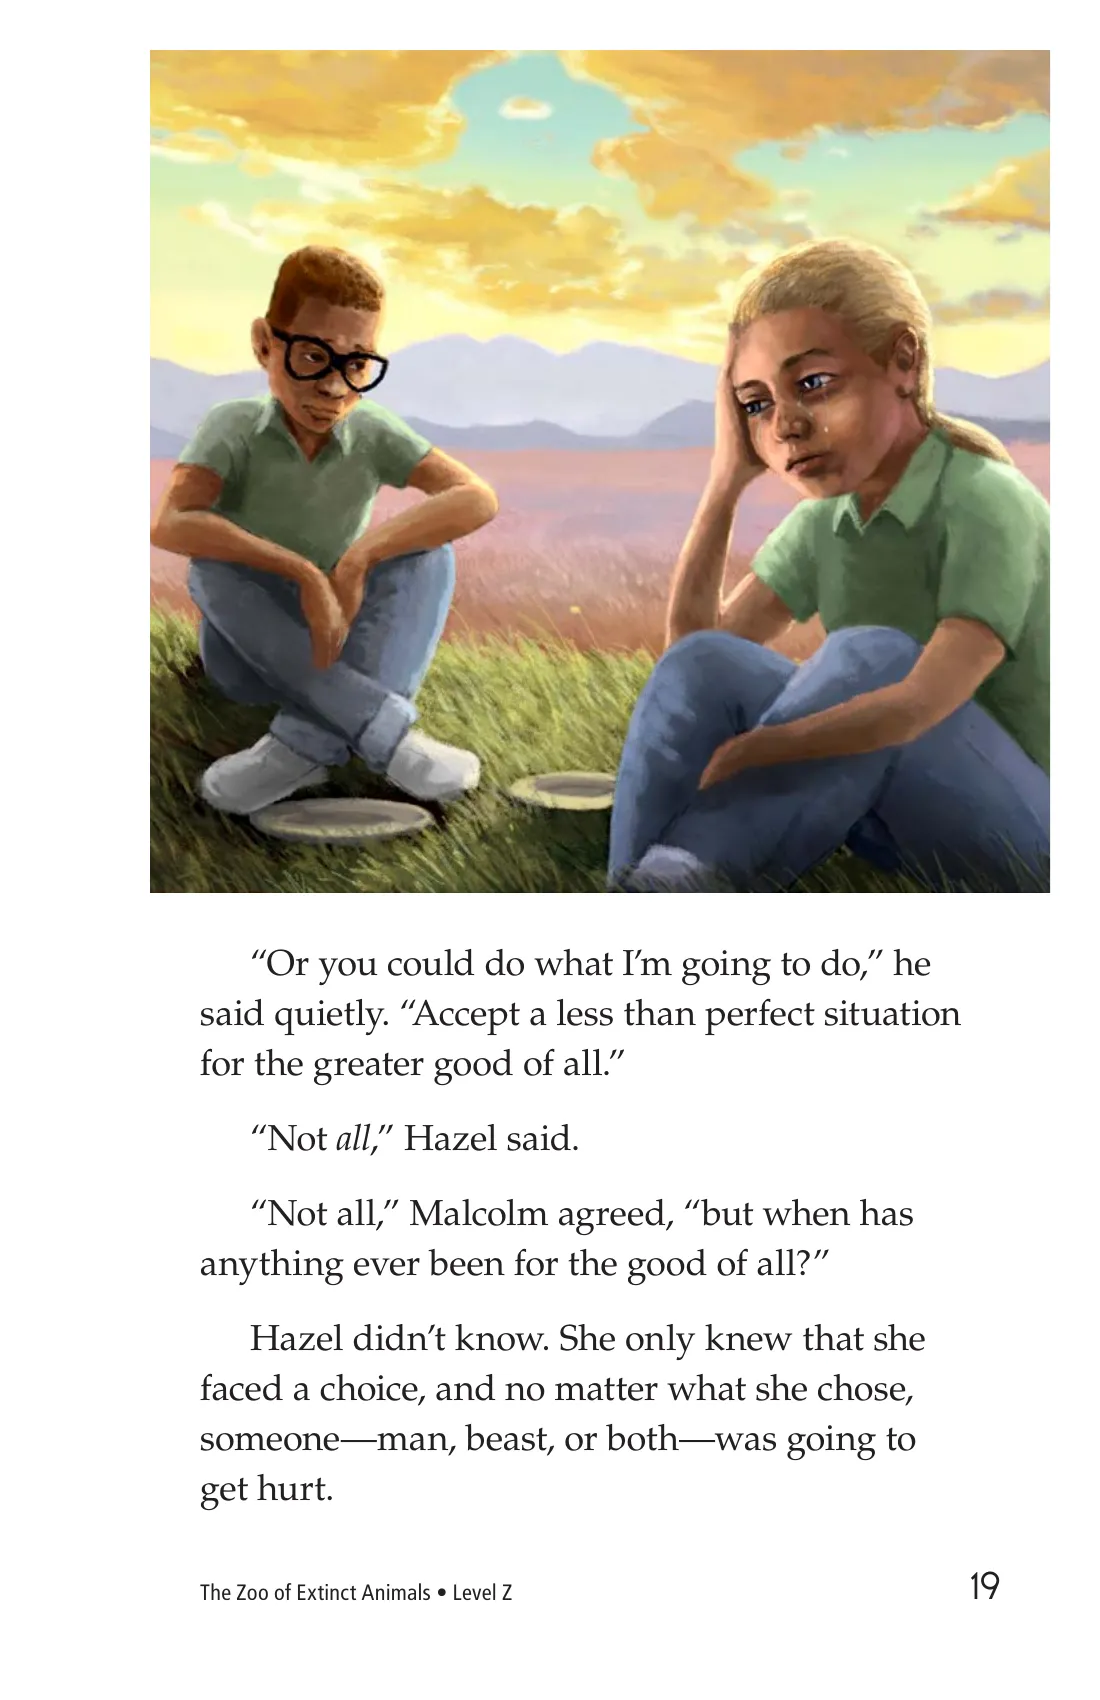 “Or you could do what I’m going to do,” he
said quietly. “Accept a less than perfect situation
for the greater good of all.”
“Not all,” Hazel said.
“Not all,” Malcolm agreed, “but when has
anything ever been for the good of all?”
Hazel didn’t know. She only knew that she
faced a choice, and no matter what she chose,
someone—man, beast, or both—was going to
get hurt.
The Zoo of Extinct Animals • Level Z
19